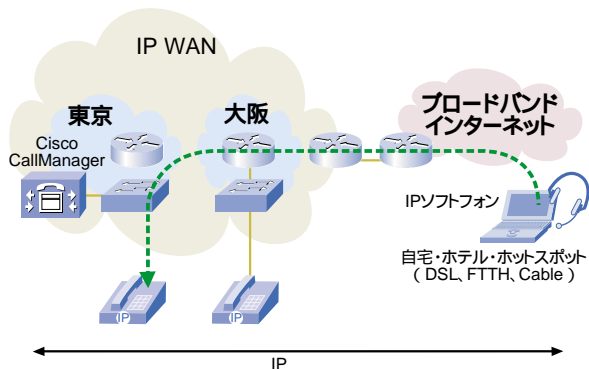 IP WAN
東京
大阪
ブロードバンド
インターネット
Cisco
CallManager
IPソフトフォン
自宅・ホテル・ホットスポット
（DSL、FTTH、Cable）
IP
IP
IP